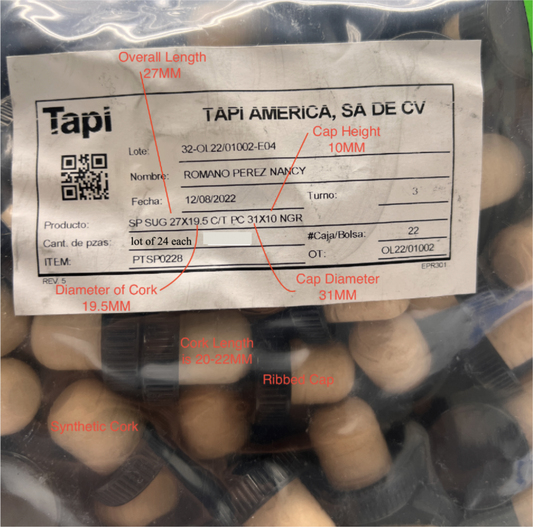 Overall Length
27MM
Tapi
TAPI AMERICA, SA DE CV
Cap Height
10MM
Lote: 32-OL22/01002-E04
Nombre: ROMANO PEREZ NANCY
Fecha: 12/08/2022 Turno: 3
Producto: SP SUG 27X19.5 C/T PC 31X10 NGR
Cant. de pzas: lot of 24 each #Caja/Bolsa: 22
ITEM: PTSP0228 OT: OL22/01002
REV. 5 EPR301
Diameter of Cork
19.5MM
Cap Diameter
31MM
Cork Length
is 20-22MM
Ribbed Cap
Synthetic Cork